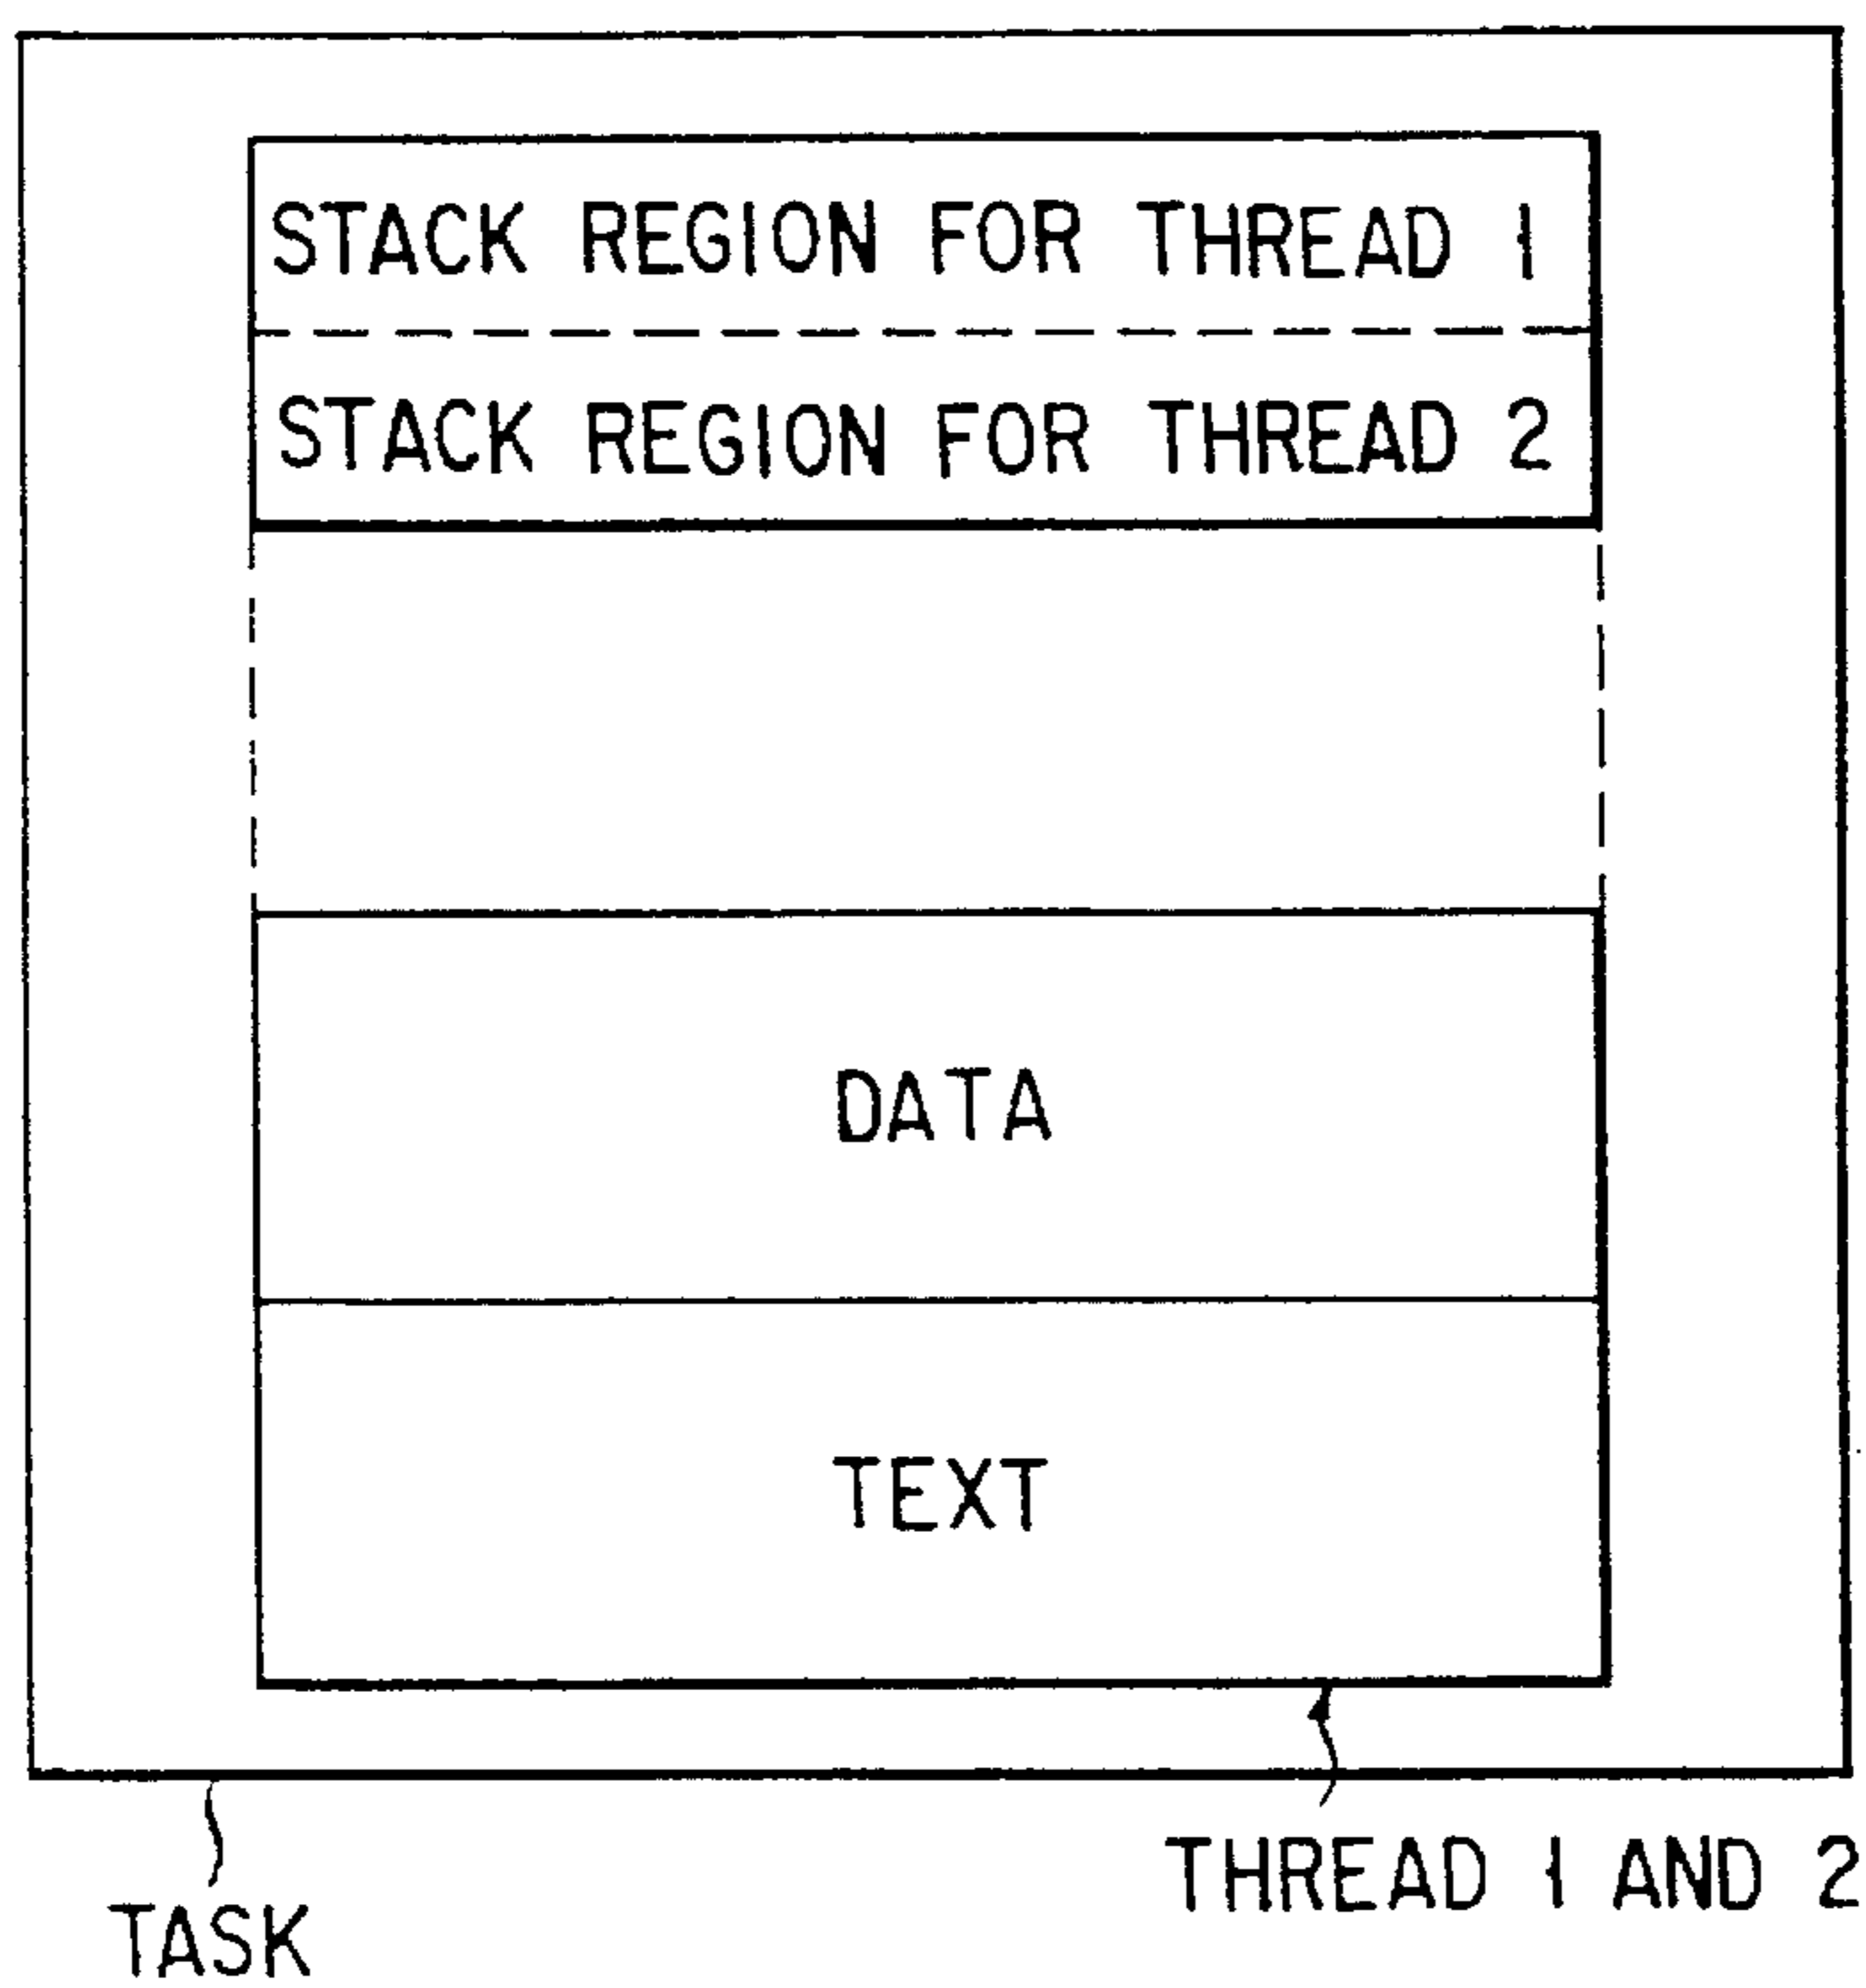 STACK REGION FOR THREAD 1
STACK REGION FOR THREAD 2
DATA
TEXT
THREAD 1 AND 2
TASK